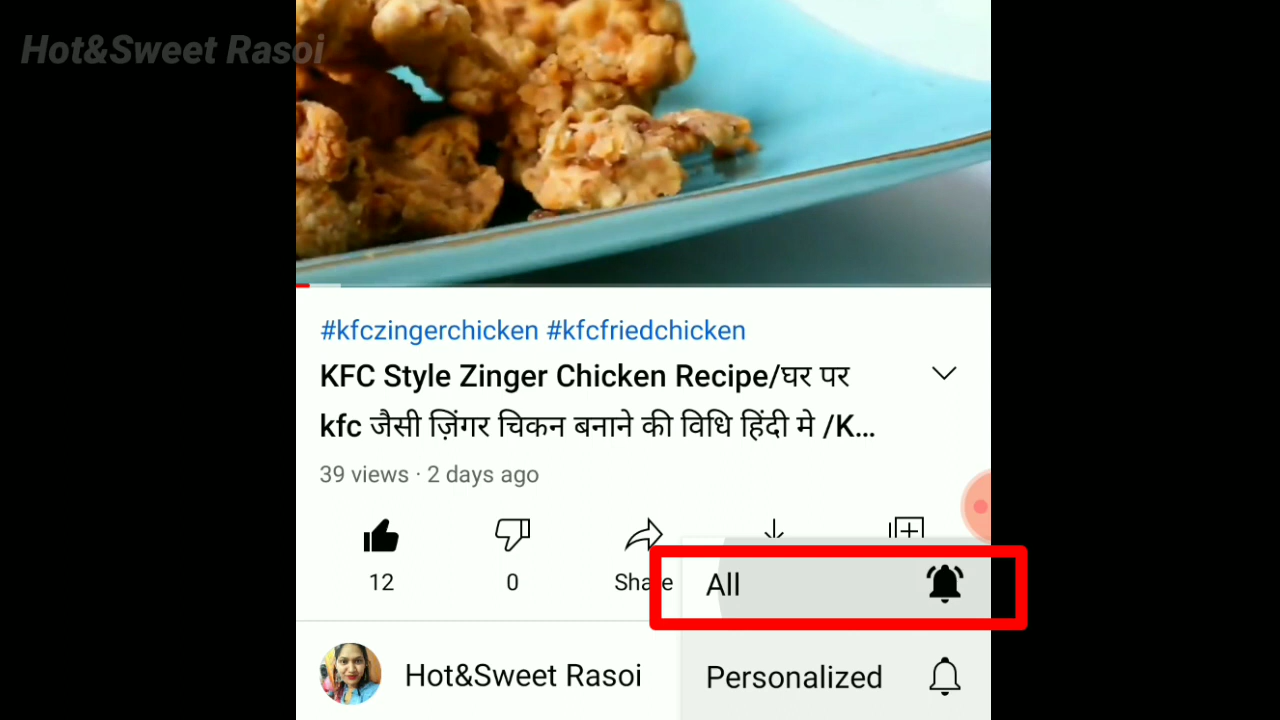 Hot&Sweet Rasoi
#kfczingerchicken #kfcfriedchicken
KFC Style Zinger Chicken Recipe/घर पर
kfc जैसी ज़िंगर चिकन बनाने की विधि हिंदी मे /K...
39 views · 2 days ago
12
0
Share
All
Hot&Sweet Rasoi
Personalized